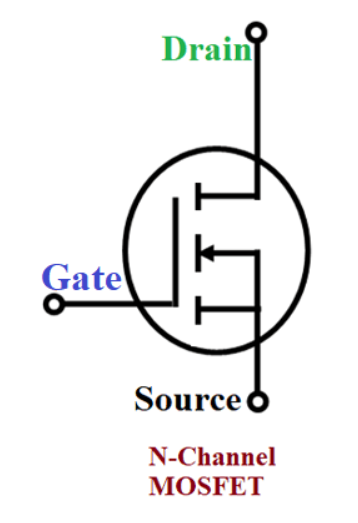 Drain
Gate
Source
N-Channel
MOSFET